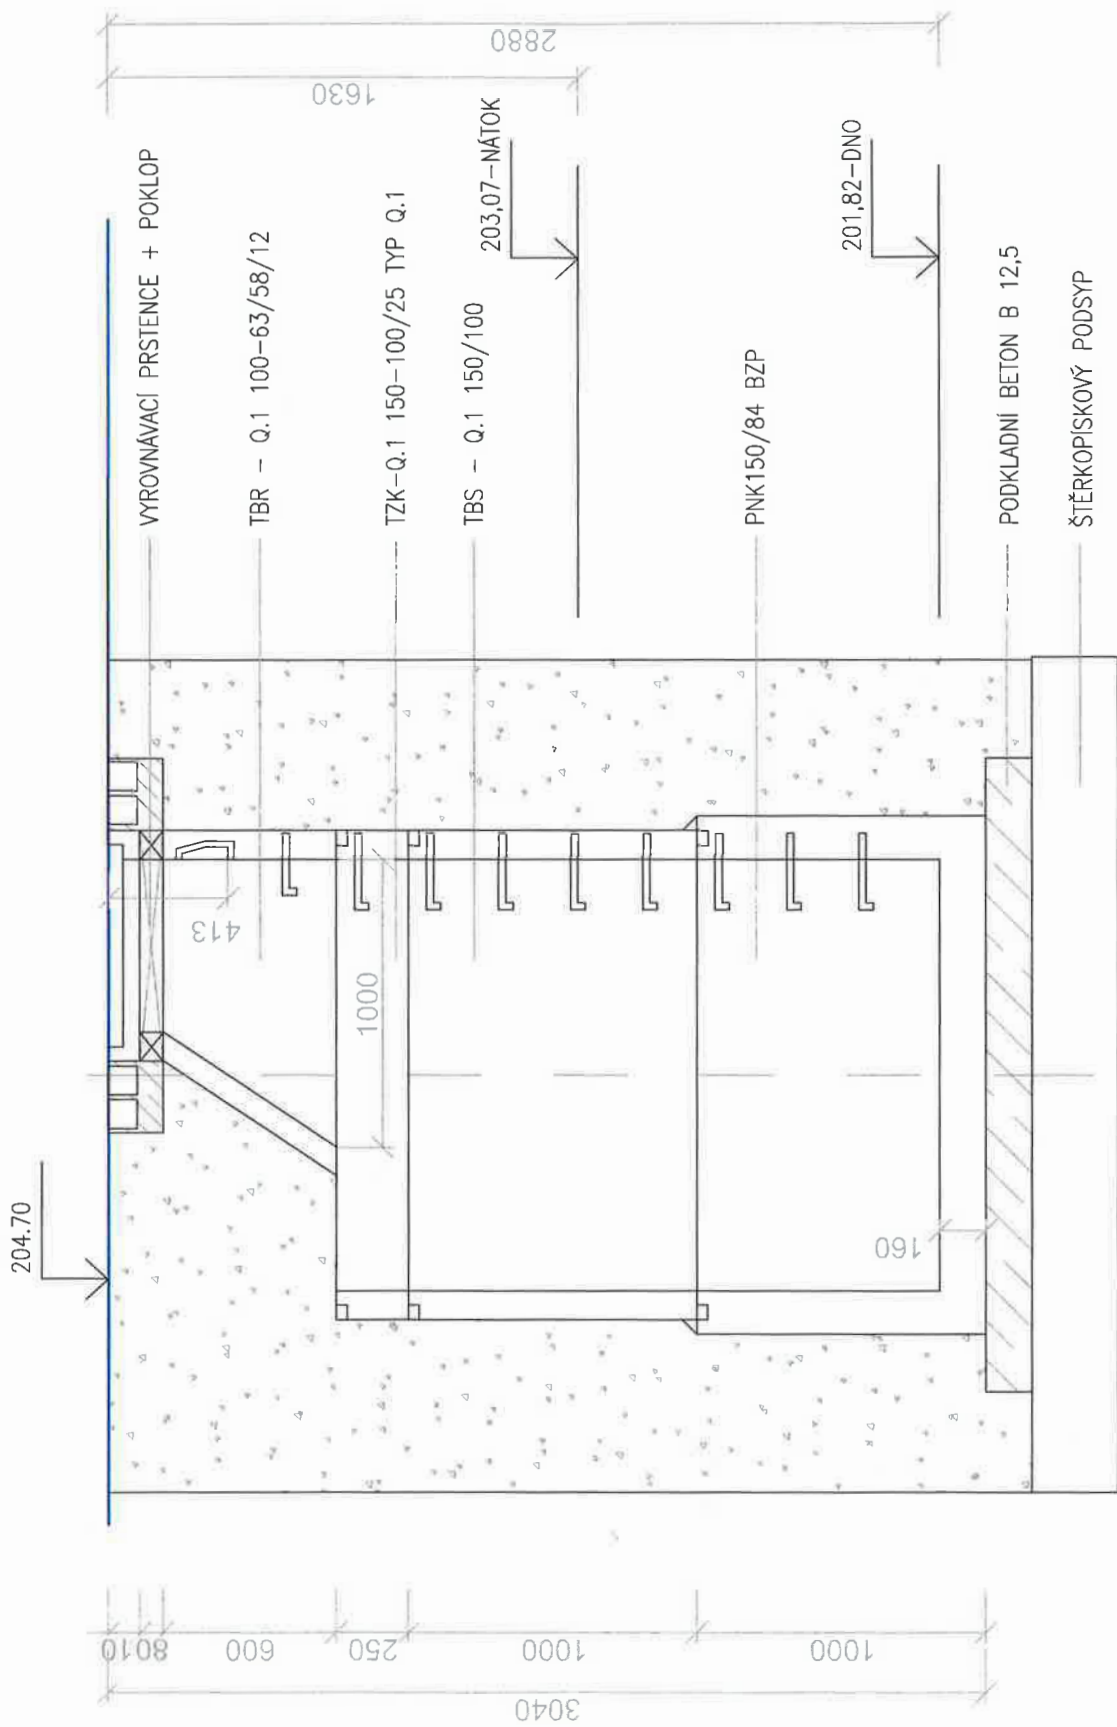 204.70
2880
1630
VYROVNÁVACÍ PRSTENCE + POKLOP
TBR - Q.1 100-63/58/12
TZK-Q.1 150-100/25 TYP Q.1
TBS - Q.1 150/100
203,07-NÁTOK
PNK150/84 BZP
201,82-DNO
PODKLADNÍ BETON B 12,5
ŠTĚRKOPÍSKOVÝ PODSYP
413
1000
160
600
250
1000
1000
3040